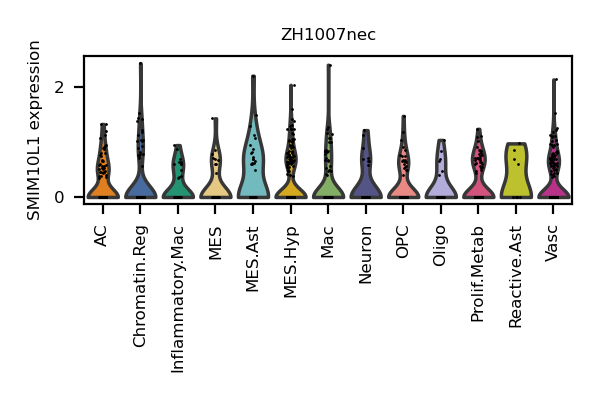 ZH1007nec
SMIM10L1 expression
2
0
AC
Chromatin.Reg
Inflammatory.Mac
MES
MES.Ast
MES.Hyp
Mac
Neuron
OPC
Oligo
Prolif.Metab
Reactive.Ast
Vasc